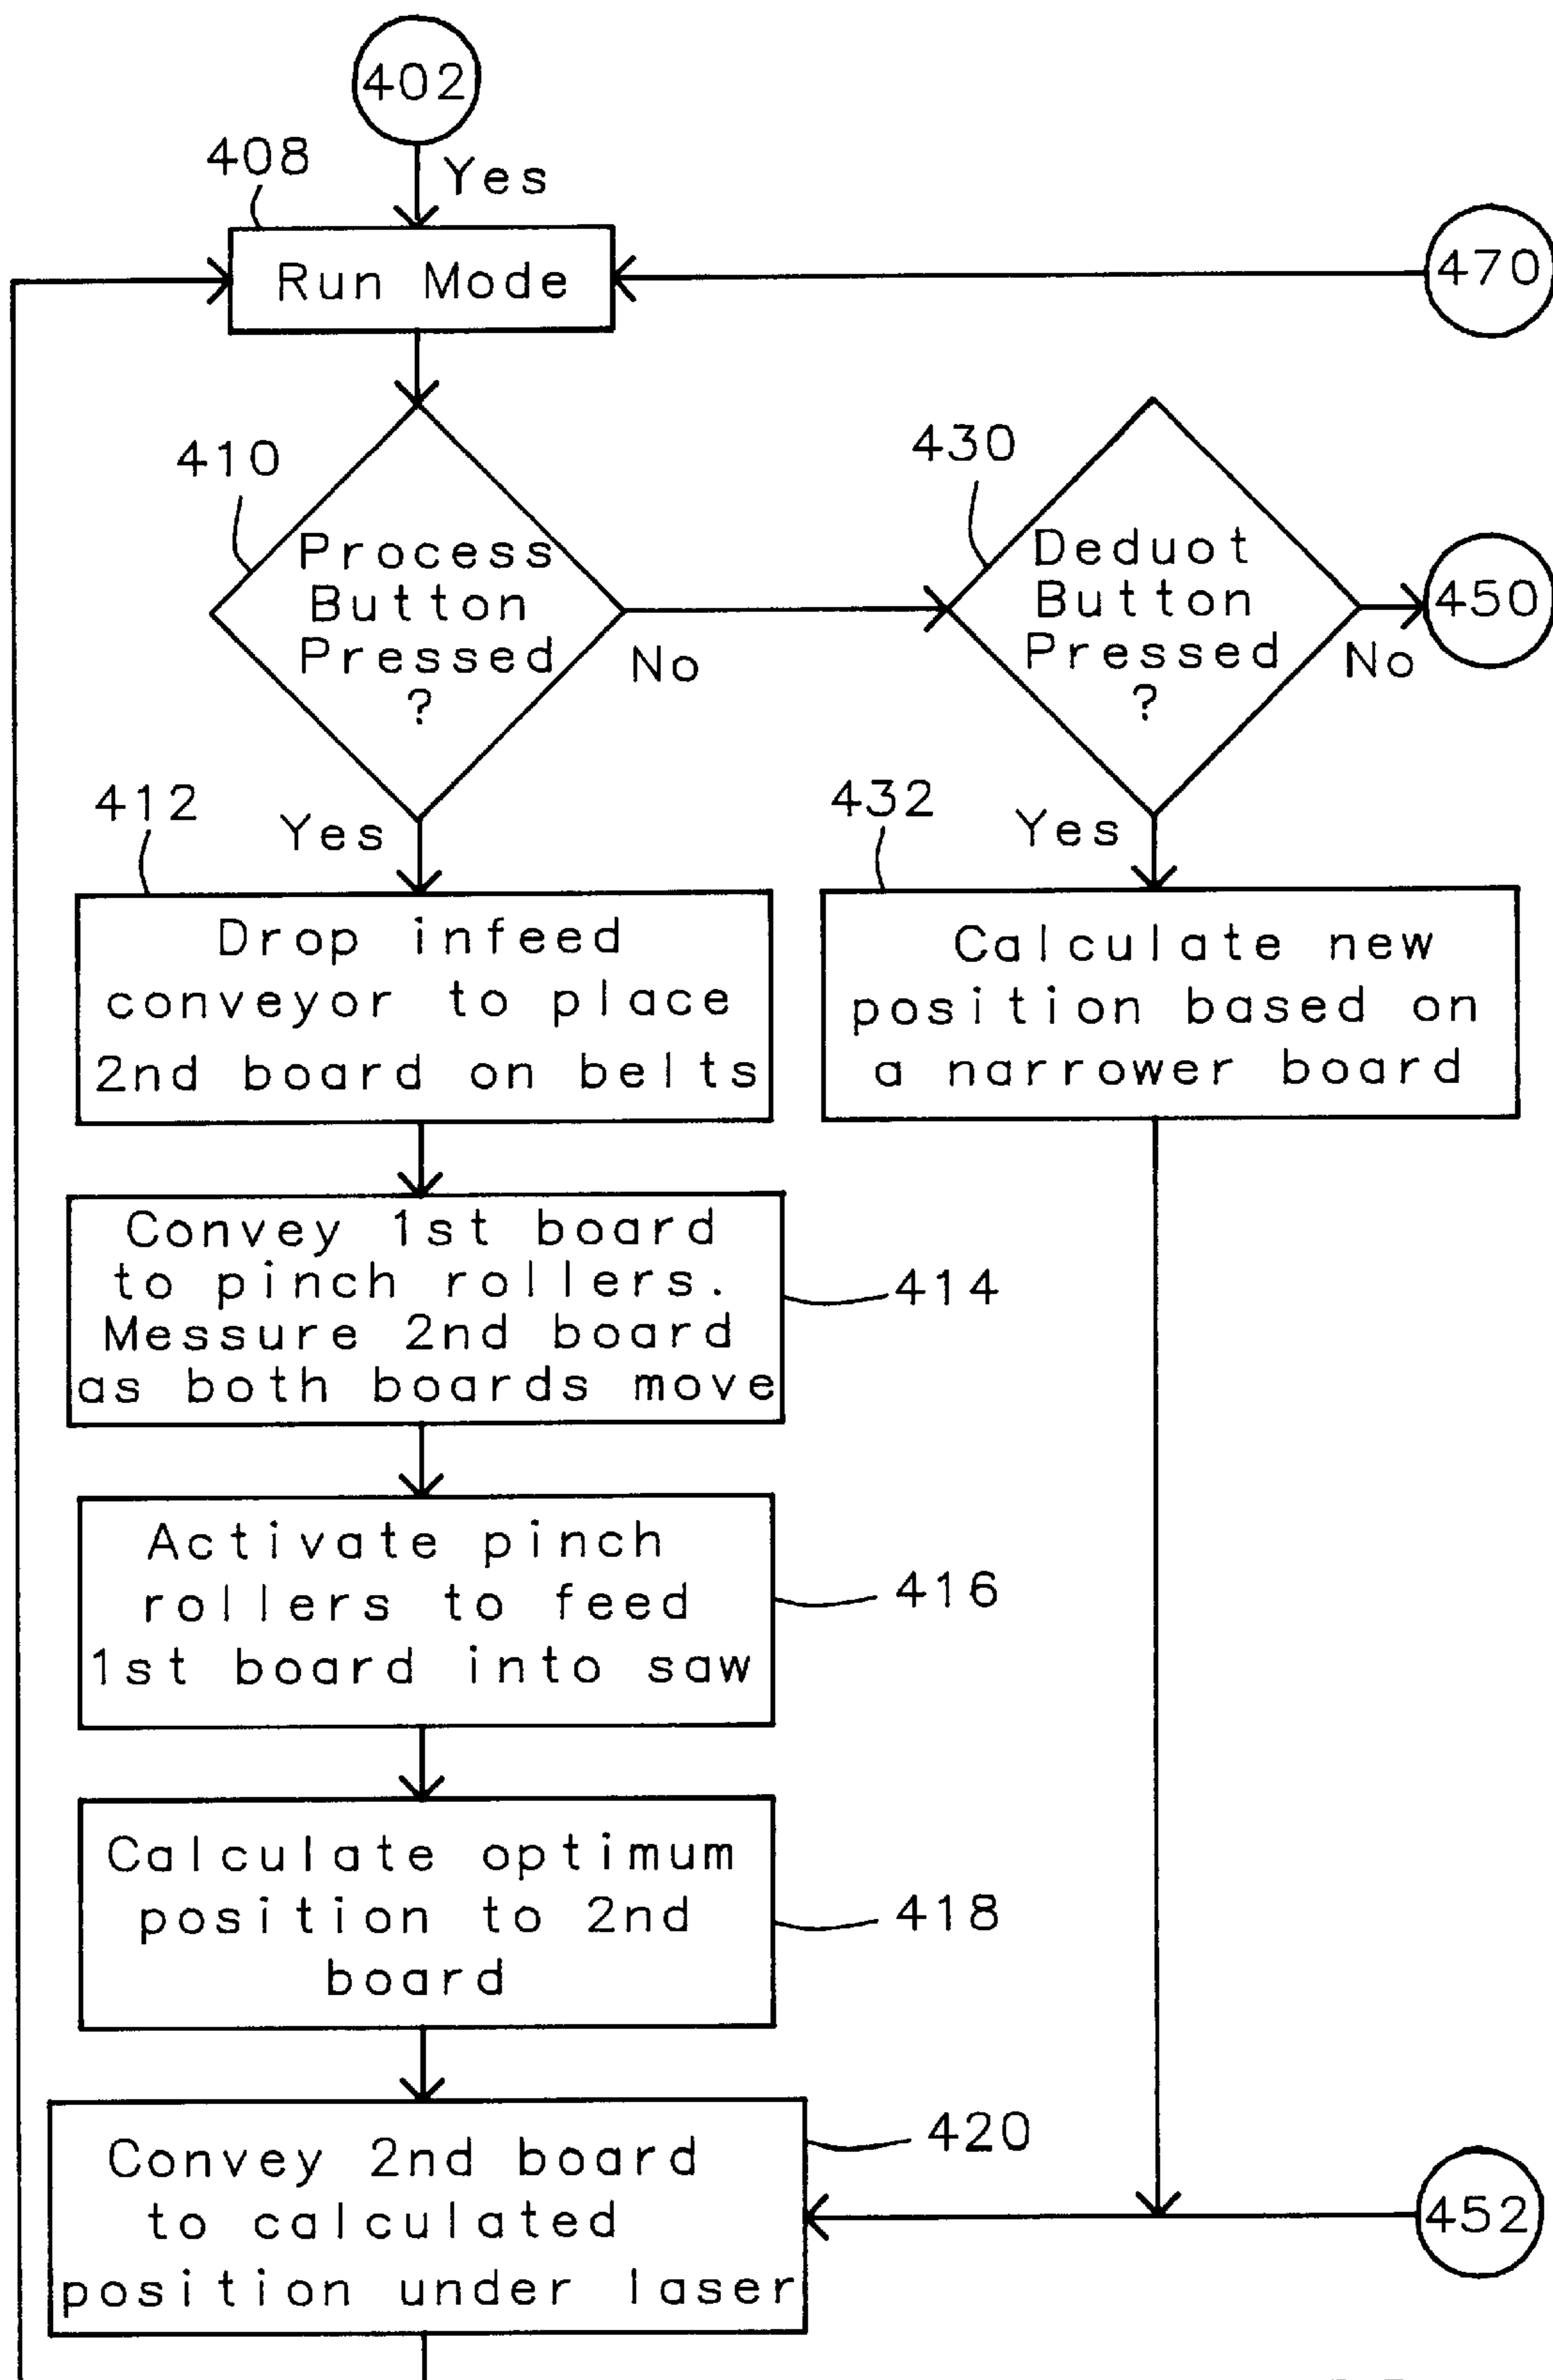 402
408
Yes
Run Mode
470
410
Process
Button
Pressed
?
No
430
Deduot
Button
Pressed
?
No
450
412
Yes
432
Yes
Drop infeed
conveyor to place
2nd board on belts
Calculate new
position based on
a narrower board
Convey 1st board
to pinch rollers.
Messure 2nd board
as both boards move
414
Activate pinch
rollers to feed
1st board into saw
416
Calculate optimum
position to 2nd
board
418
Convey 2nd board
to calculated
position under laser
420
452